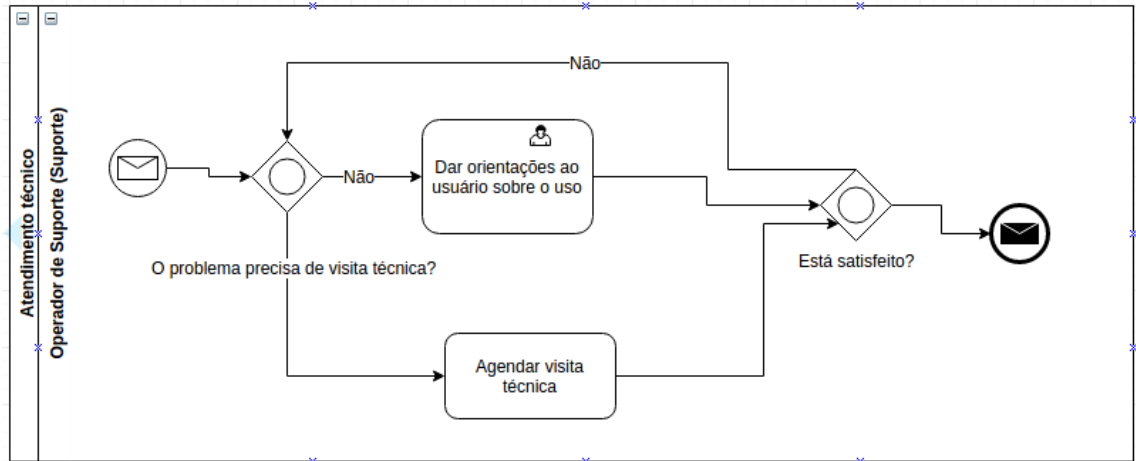 Atendimento técnico
Operador de Suporte (Suporte)
Não
Não
Dar orientações ao
usuário sobre o uso
O problema precisa de visita técnica?
Está satisfeito?
Agendar visita
técnica